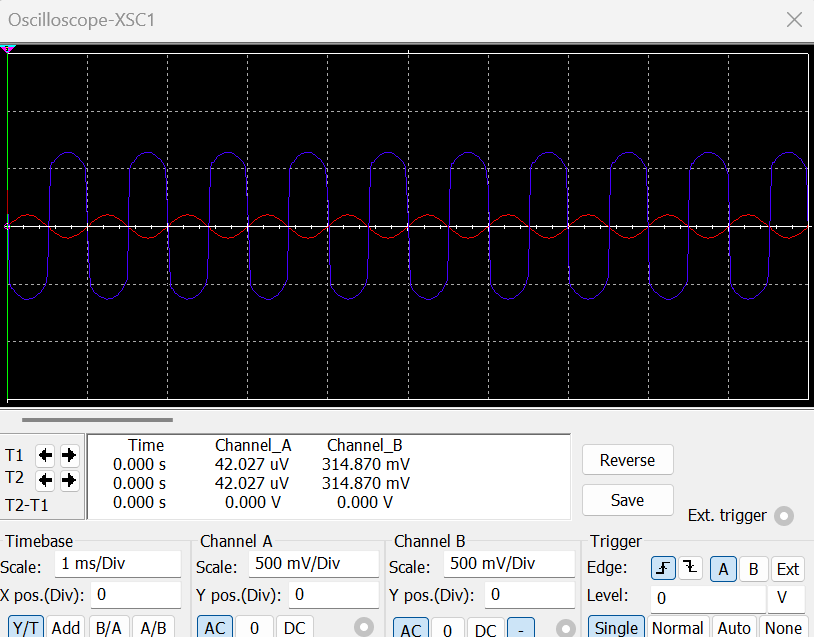 Oscilloscope-XSC1
Time Channel_A Channel_B
T1 0.000 s 42.027 uV 314.870 mV
T2 0.000 s 42.027 uV 314.870 mV
T2-T1 0.000 s 0.000 V 0.000 V
Reverse
Save
Ext. trigger
Timebase Channel A Channel B Trigger
Scale: 1 ms/Div Scale: 500 mV/Div Scale: 500 mV/Div Edge: A B Ext
X pos.(Div): 0 Y pos.(Div): 0 Y pos.(Div): 0 Level: 0 V
Y/T Add B/A A/B AC 0 DC AC 0 DC - Single Normal Auto None